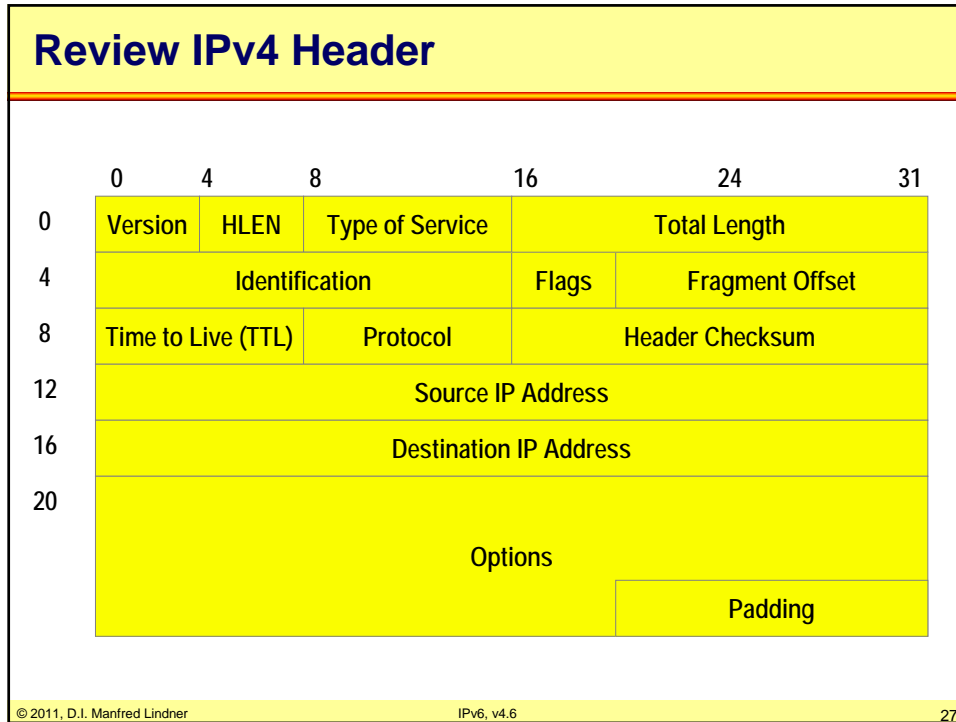 Review IPv4 Header
0 4 8 16 24 31
0 Version HLEN Type of Service Total Length
4 Identification Flags Fragment Offset
8 Time to Live (TTL) Protocol Header Checksum
12 Source IP Address
16 Destination IP Address
20
Options
Padding
© 2011, D.I. Manfred Lindner IPv6, v4.6 27